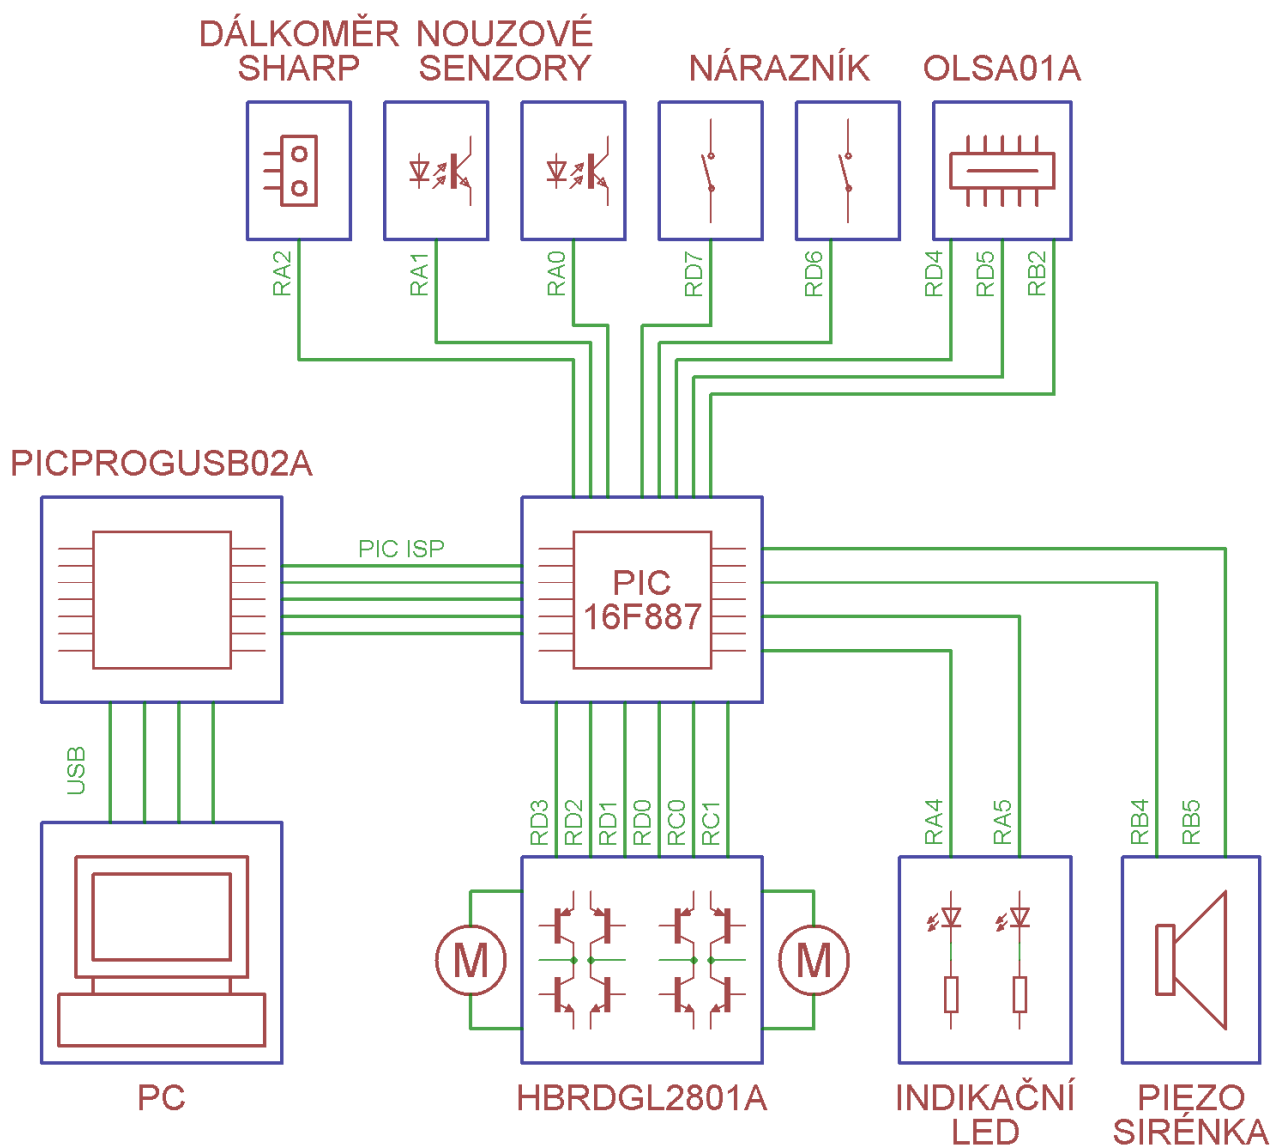 DÁLKOMĚR NOUZOVÉ
SHARP SENZORY NÁRAZNÍK OLSA01A
RA2
RA1
RA0
RD7
RD6
RD4
RD5
RB2
PICPROGUSB02A
PIC ISP
PIC
16F887
USB
RD3
RD2
RD1
RD0
RC0
RC1
RA4
RA5
RB4
RB5
M
M
PC
HBRDGL2801A
INDIKAČNÍ
LED
PIEZO
SIRÉNKA